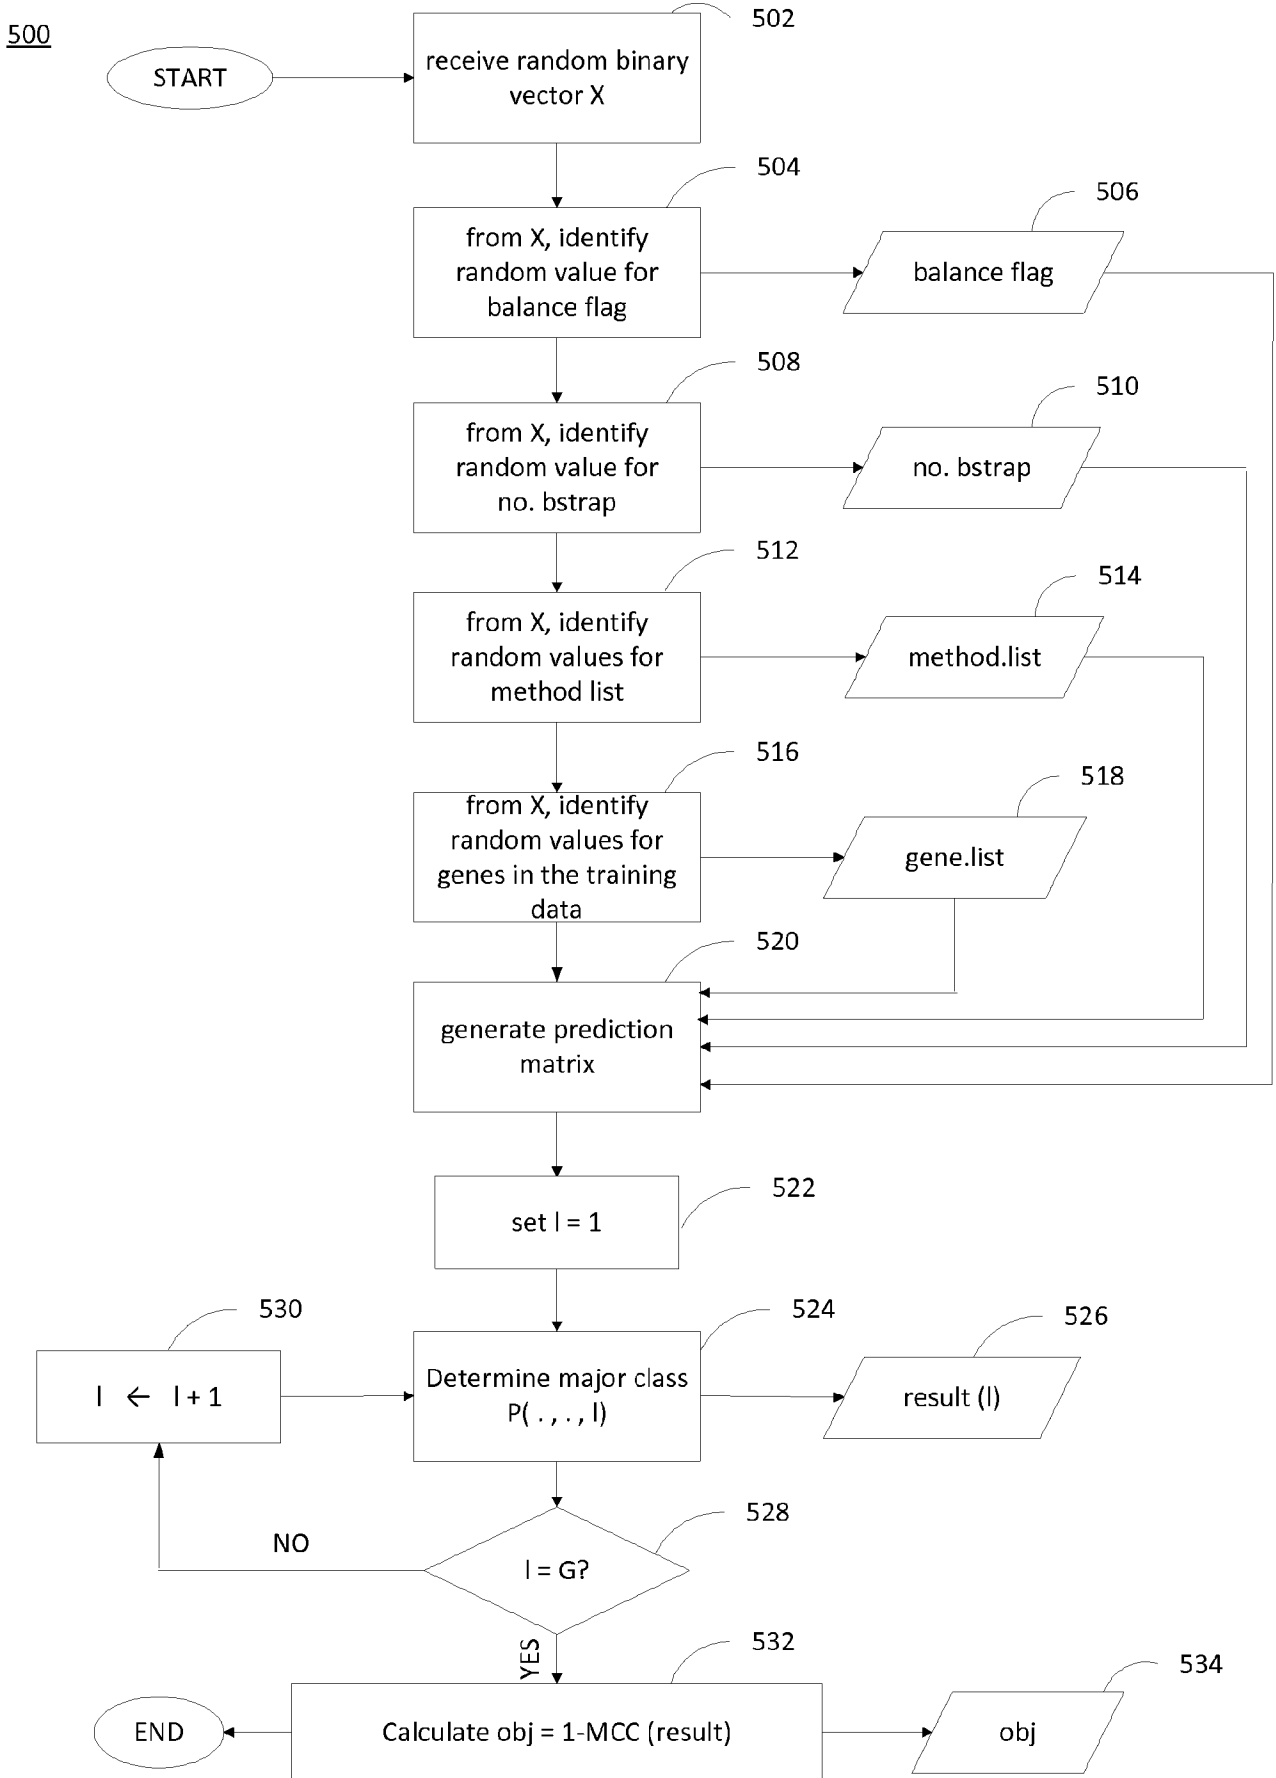 500
502
START
receive random binary
vector X
504
506
from X, identify
random value for
balance flag
balance flag
508
510
from X, identify
random value for
no. bstrap
no. bstrap
512
514
from X, identify
random values for
method list
method.list
516
518
from X, identify
random values for
genes in the training
data
gene.list
520
generate prediction
matrix
522
set l = 1
530
524
526
l ← l + 1
Determine major class
P( . , . , l)
result (l)
528
NO
l = G?
YES
532
534
END
Calculate obj = 1-MCC (result)
obj